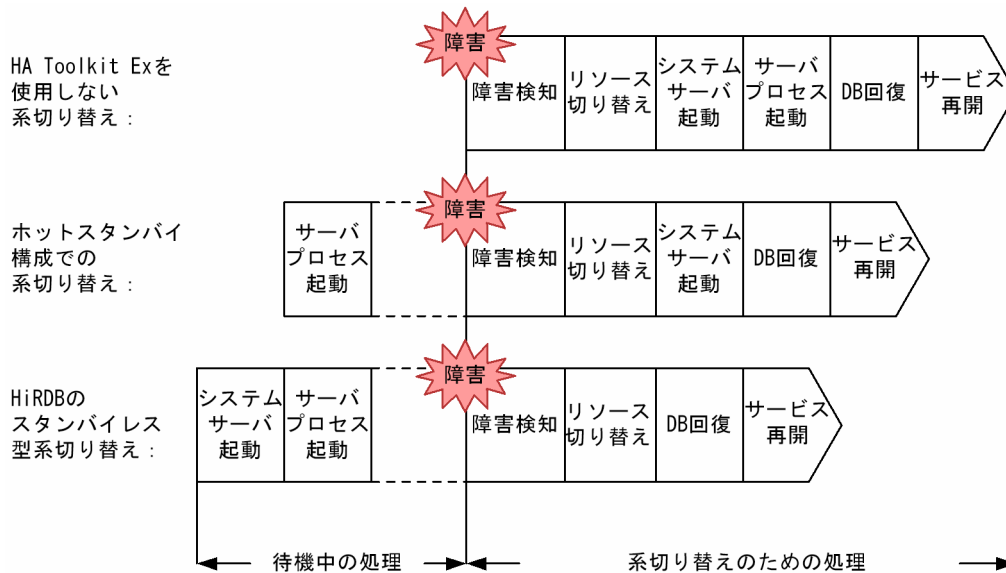 障害
HA Toolkit Exを
使用しない
系切り替え：
障害検知
リソース
切り替え
システム
サーバ
起動
サーバ
プロセス
起動
DB回復
サービス
再開
障害
ホットスタンバイ
構成での
系切り替え：
サーバ
プロセス
起動
障害検知
リソース
切り替え
システム
サーバ
起動
DB回復
サービス
再開
障害
HiRDBの
スタンバイレス
型系切り替え：
システム
サーバ
起動
サーバ
プロセス
起動
障害検知
リソース
切り替え
DB回復
サービス
再開
待機中の処理
系切り替えのための処理